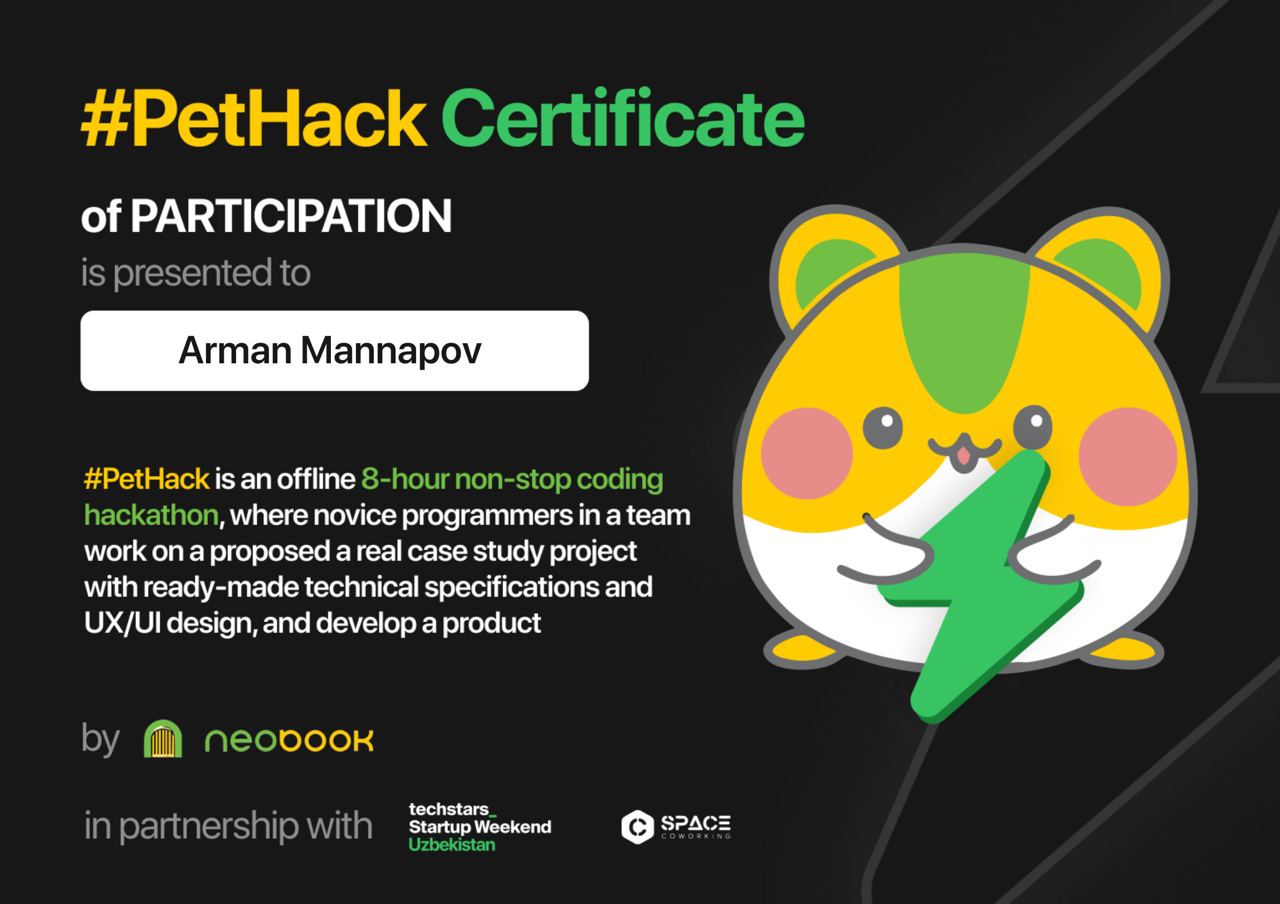 #PetHack Certificate
of PARTICIPATION
is presented to
Arman Mannapov
#PetHack is an offline 8-hour non-stop coding
hackathon, where novice programmers in a team
work on a proposed a real case study project
with ready-made technical specifications and
UX/UI design, and develop a product
by neobook
in partnership with
techstars_
Startup Weekend
Uzbekistan
C SPACE
COWORKING